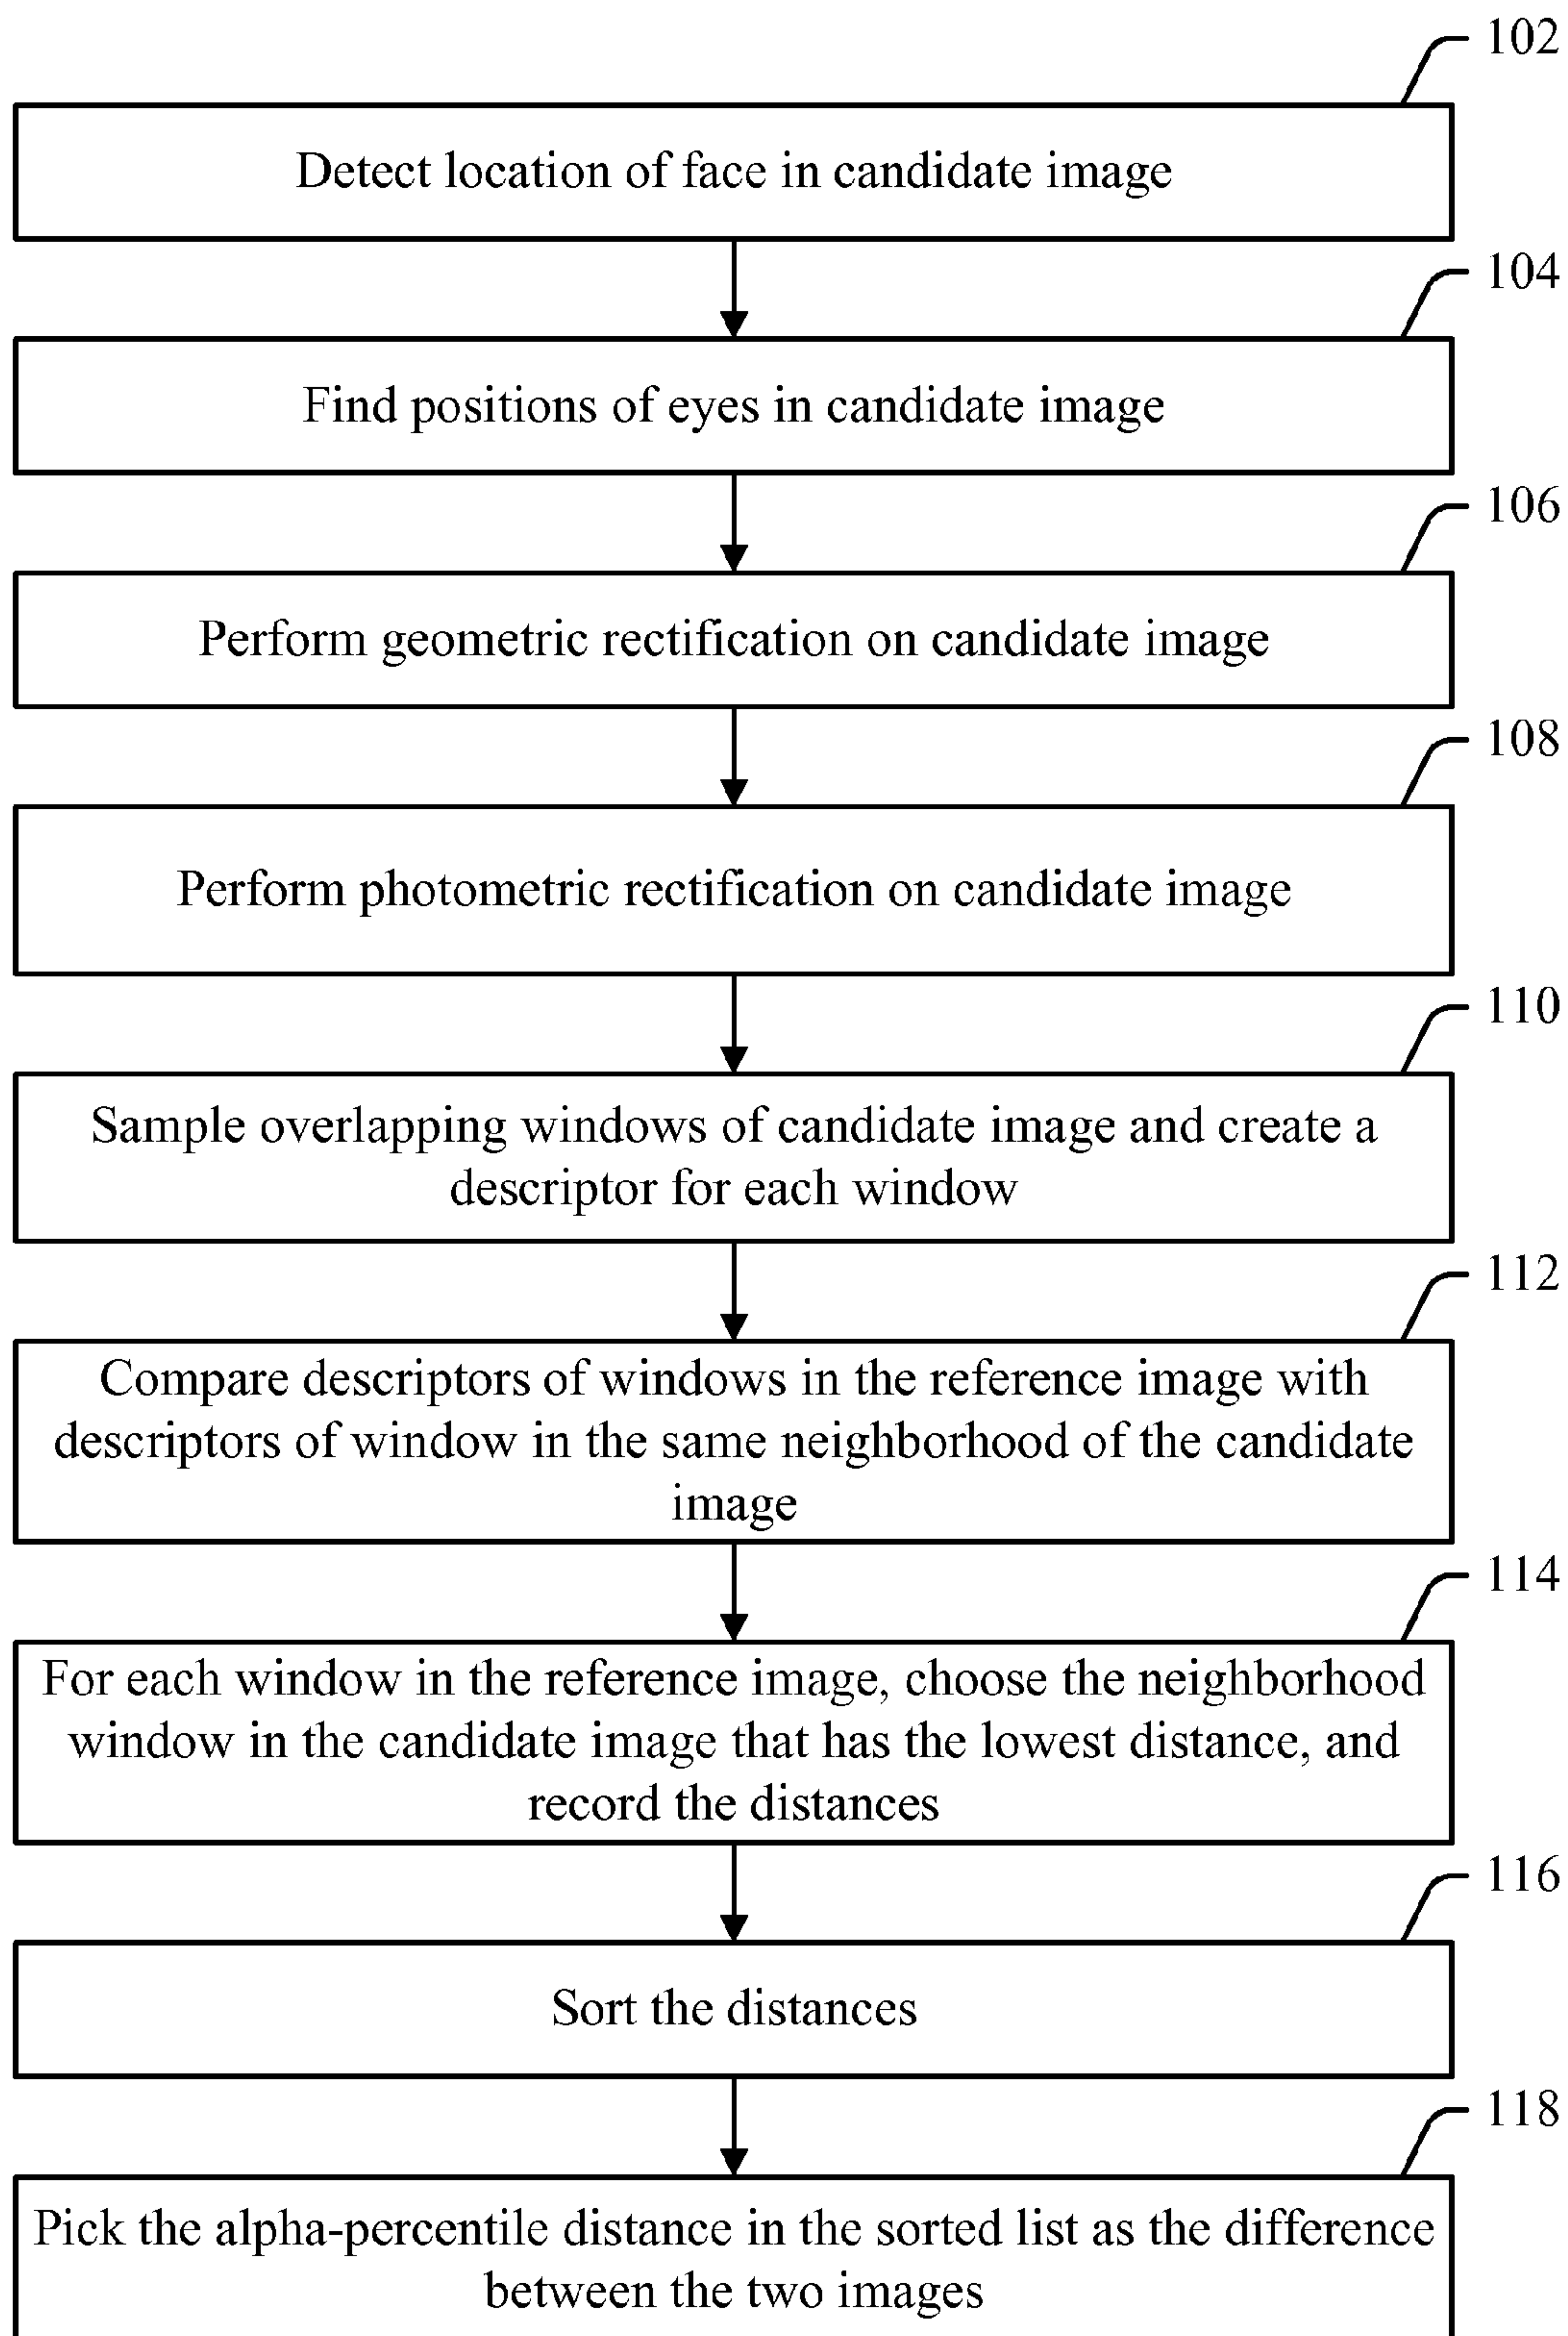 102
Detect location of face in candidate image
104
Find positions of eyes in candidate image
106
Perform geometric rectification on candidate image
108
Perform photometric rectification on candidate image
110
Sample overlapping windows of candidate image and create a
descriptor for each window
112
Compare descriptors of windows in the reference image with
descriptors of window in the same neighborhood of the candidate
image
114
For each window in the reference image, choose the neighborhood
window in the candidate image that has the lowest distance, and
record the distances
116
Sort the distances
118
Pick the alpha-percentile distance in the sorted list as the difference
between the two images